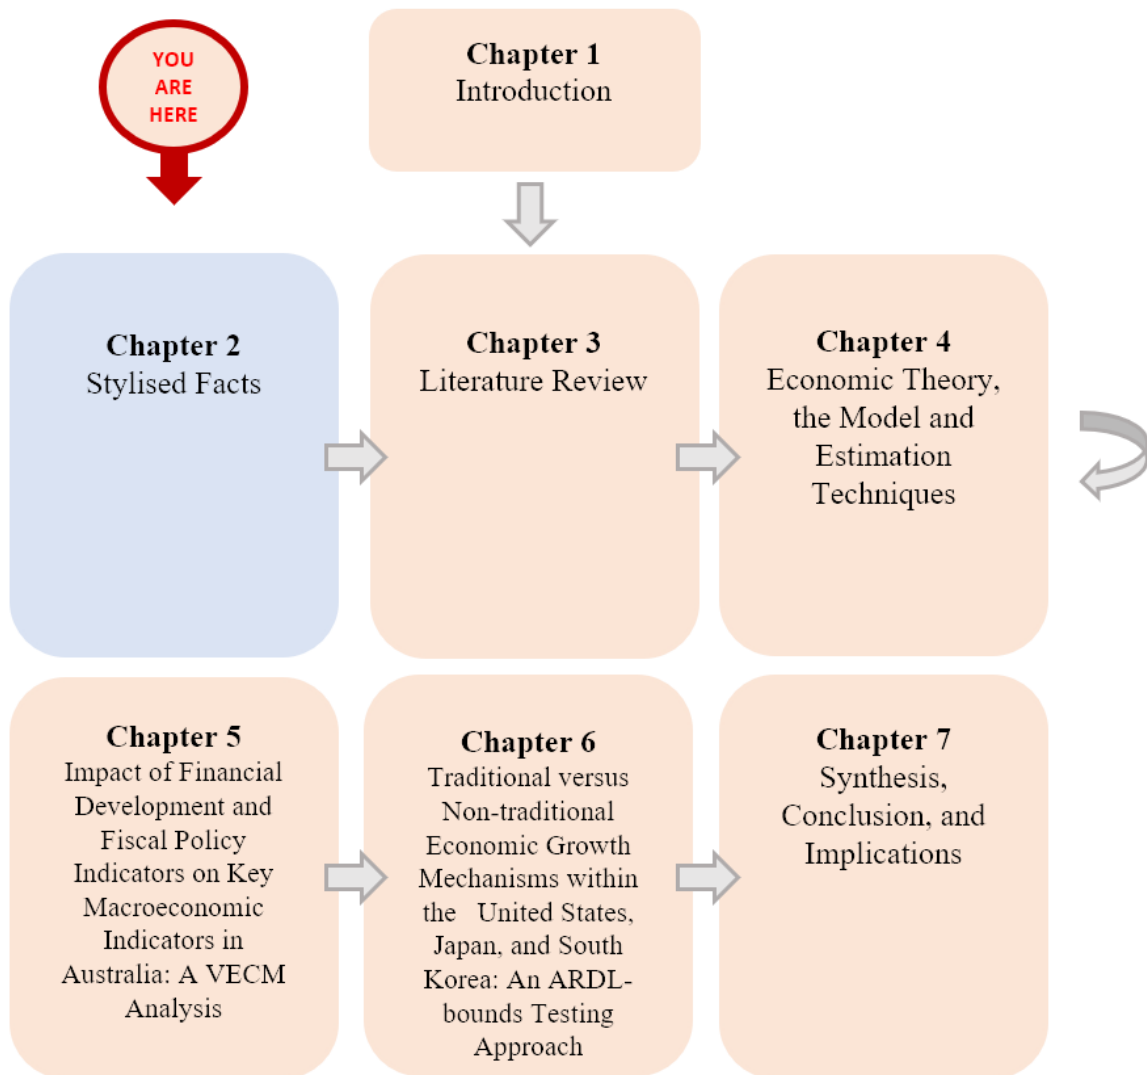 YOU
ARE
HERE
Chapter 1
Introduction
Chapter 2
Stylised Facts
Chapter 3
Literature Review
Chapter 4
Economic Theory,
the Model and
Estimation
Techniques
Chapter 5
Impact of Financial
Development and
Fiscal Policy
Indicators on Key
Macroeconomic
Indicators in
Australia: A VECM
Analysis
Chapter 6
Traditional versus
Non-traditional
Economic Growth
Mechanisms within
the United States,
Japan, and South
Korea: An ARDL-
bounds Testing
Approach
Chapter 7
Synthesis,
Conclusion, and
Implications